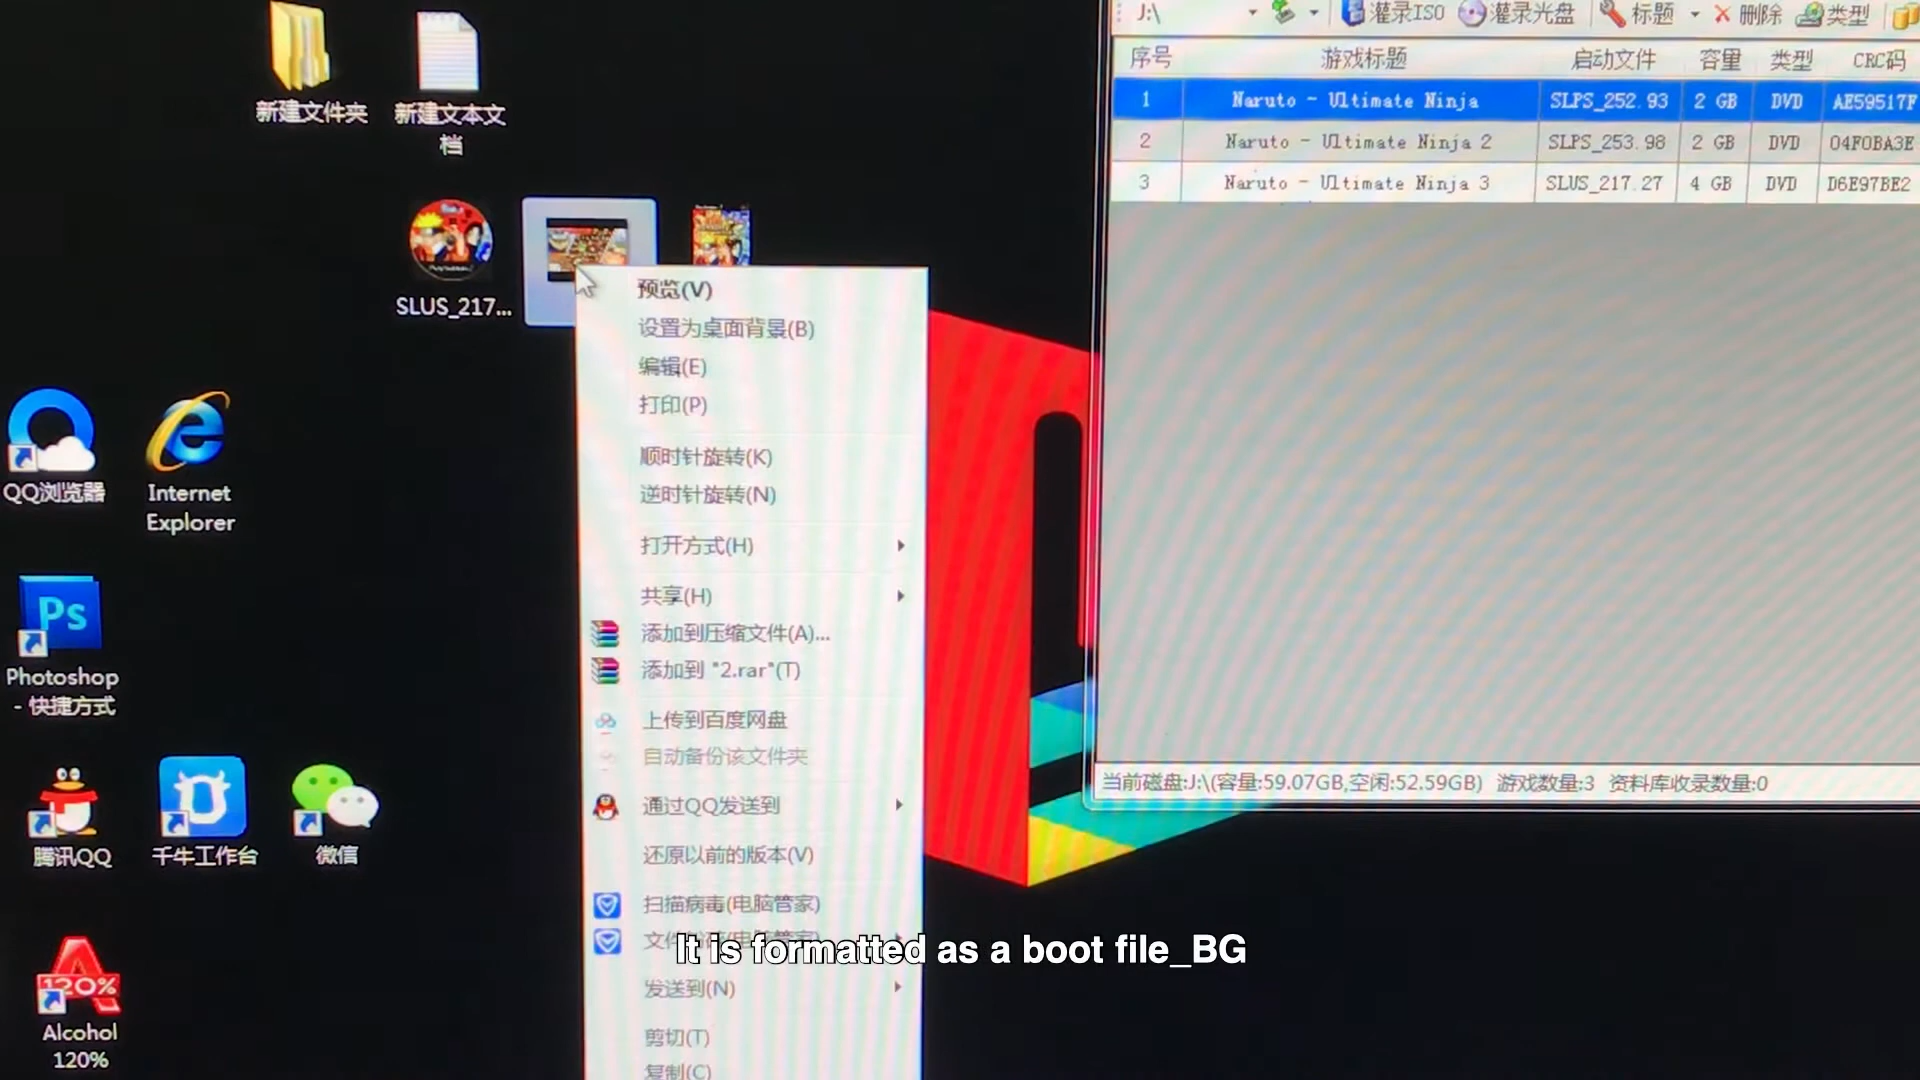 新建文件夹
新建文本文
档
SLUS_217...
QQ浏览器
Internet
Explorer
Ps
Photoshop
- 快捷方式
腾讯QQ
千牛工作台
微信
120%
Alcohol
120%
预览(V)
设置为桌面背景(B)
编辑(E)
打印(P)
顺时针旋转(K)
逆时针旋转(N)
打开方式(H)
共享(H)
添加到压缩文件(A)...
添加到 "2.rar"(T)
上传到百度网盘
自动备份该文件夹
通过QQ发送到
还原以前的版本(V)
扫描病毒(电脑管家)
发送到(N)
剪切(T)
复制(C)
J:\ 灌录ISO 灌录光盘 标题 删除 类型
序号 游戏标题 启动文件 容量 类型 CRC码
1 Naruto - Ultimate Ninja SLPS_252.93 2 GB DVD AE59517F
2 Naruto - Ultimate Ninja 2 SLPS_253.98 2 GB DVD 04F0BA3E
3 Naruto - Ultimate Ninja 3 SLUS_217.27 4 GB DVD D6E97BE2
当前磁盘:J:\(容量:59.07GB,空闲:52.59GB) 游戏数量:3 资料库收录数量:0
It is formatted as a boot file_BG